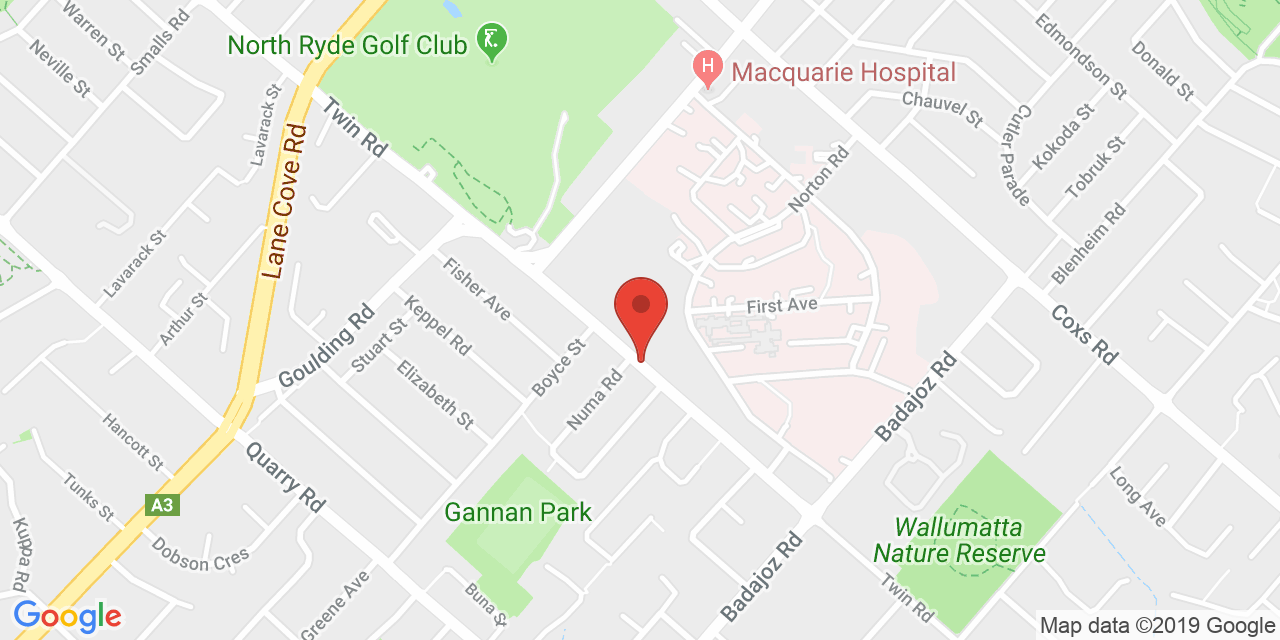 Warren St
Smalls Rd
Neville St
North Ryde Golf Club
H
Macquarie Hospital
Edmondson St
Donald St
Chauvel St
Cutler Parade
Kokoda St
Tobruk St
Lavarack St
Twin Rd
Lane Cove Rd
Norton Rd
Blenheim Rd
Lavarack St
Arthur St
Fisher Ave
Keppel Rd
First Ave
Goulding Rd
Stuart St
Boyce St
Coxs Rd
Elizabeth St
Numa Rd
Badajoz Rd
Hancott St
Quarry Rd
Tunks St
A3
Gannan Park
Long Ave
Wallumatta
Nature Reserve
Kuppa Rd
Dobson Cres
Badajoz Rd
Greene Ave
Buna St
Twin Rd
Google
Map data ©2019 Google